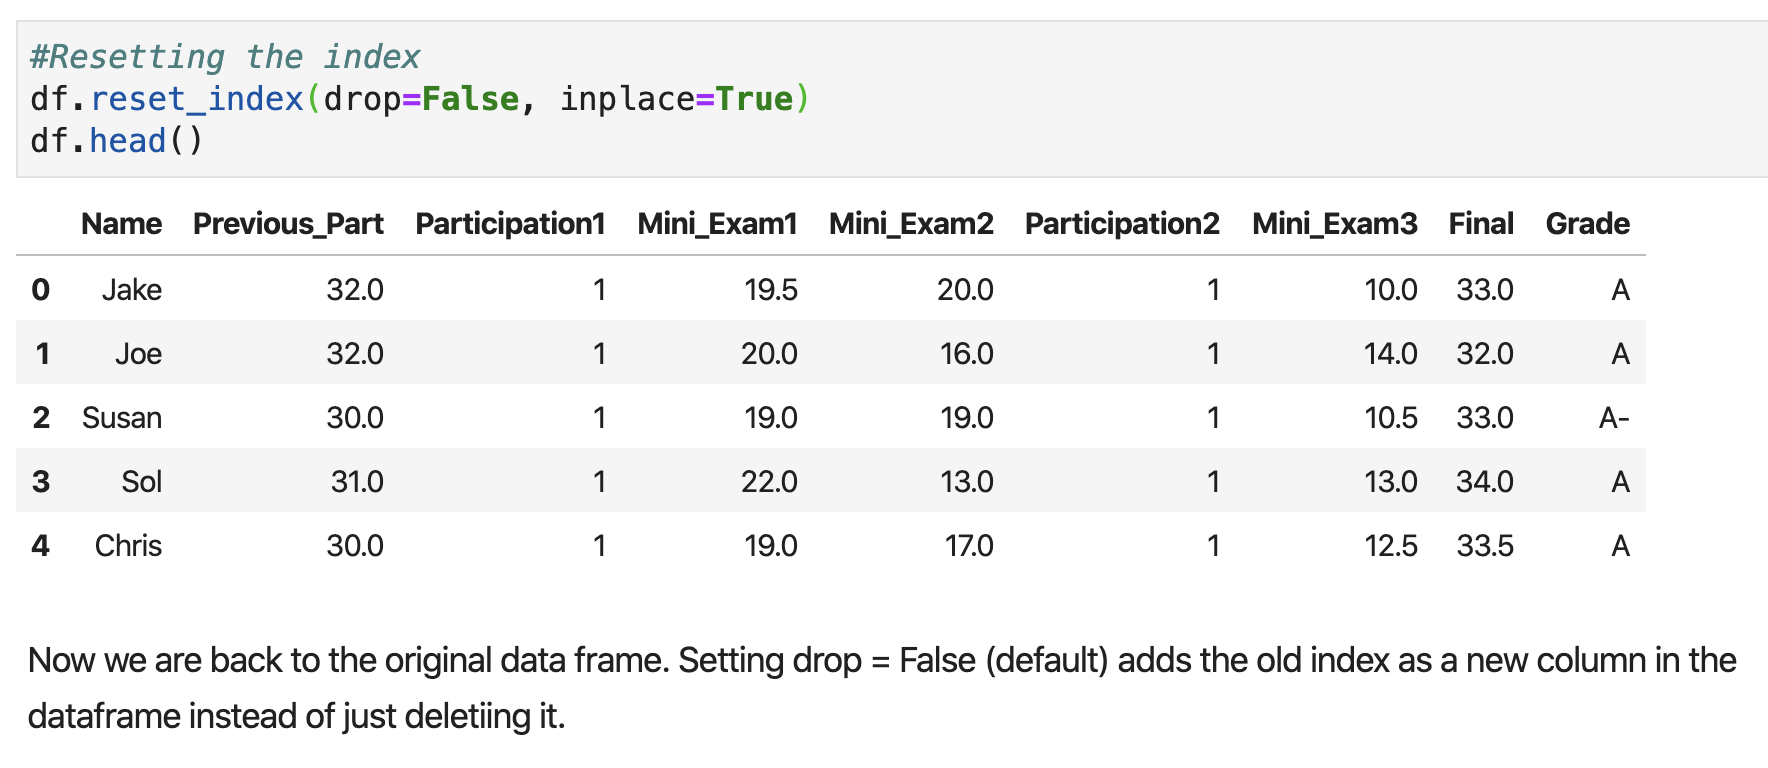 #Resetting the index
df.reset_index(drop=False, inplace=True)
df.head()
Name Previous_Part Participation1 Mini_Exam1 Mini_Exam2 Participation2 Mini_Exam3 Final Grade
0 Jake 32.0 1 19.5 20.0 1 10.0 33.0 A
1 Joe 32.0 1 20.0 16.0 1 14.0 32.0 A
2 Susan 30.0 1 19.0 19.0 1 10.5 33.0 A-
3 Sol 31.0 1 22.0 13.0 1 13.0 34.0 A
4 Chris 30.0 1 19.0 17.0 1 12.5 33.5 A
Now we are back to the original data frame. Setting drop = False (default) adds the old index as a new column in the
dataframe instead of just deletiing it.